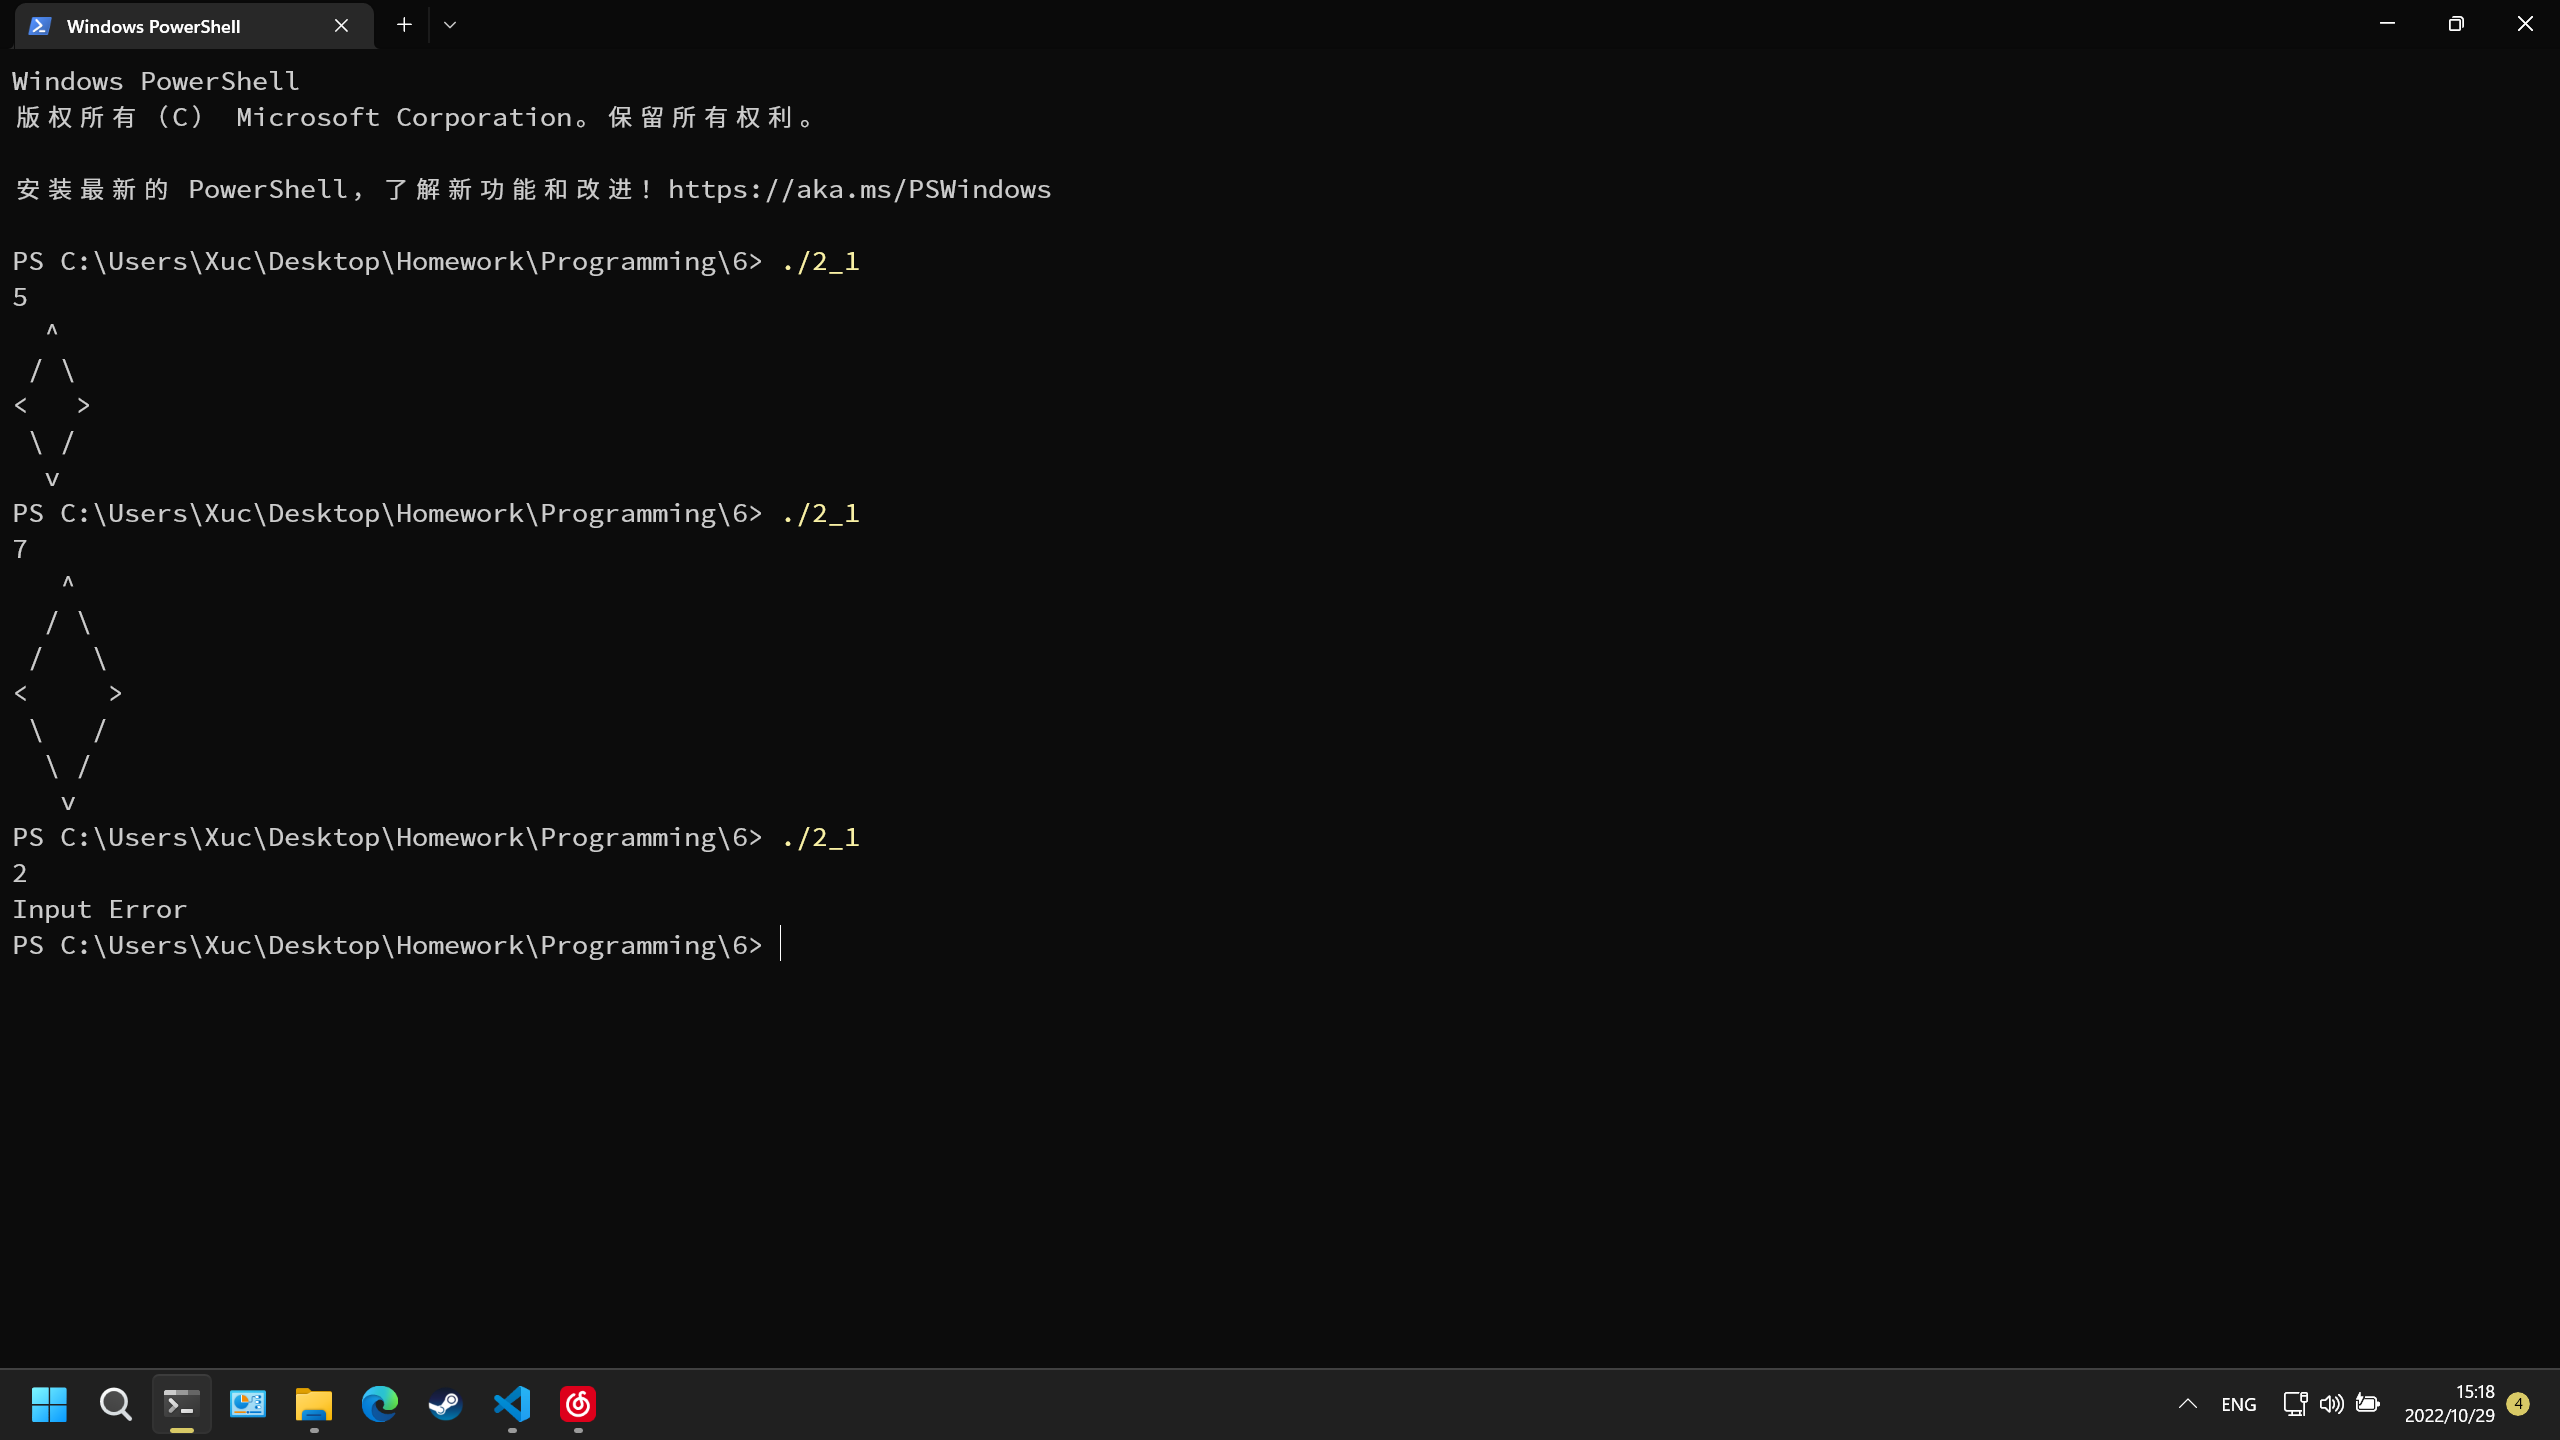 Windows PowerShell
Windows PowerShell
版权所有（C） Microsoft Corporation。保留所有权利。
安装最新的 PowerShell，了解新功能和改进！https://aka.ms/PSWindows
PS C:\Users\Xuc\Desktop\Homework\Programming\6> ./2_1
5
  ^
 / \
<   >
 \ /
  v
PS C:\Users\Xuc\Desktop\Homework\Programming\6> ./2_1
7
   ^
  / \
 /   \
<     >
 \   /
  \ /
   v
PS C:\Users\Xuc\Desktop\Homework\Programming\6> ./2_1
2
Input Error
PS C:\Users\Xuc\Desktop\Homework\Programming\6>
ENG
15:18
2022/10/29
4